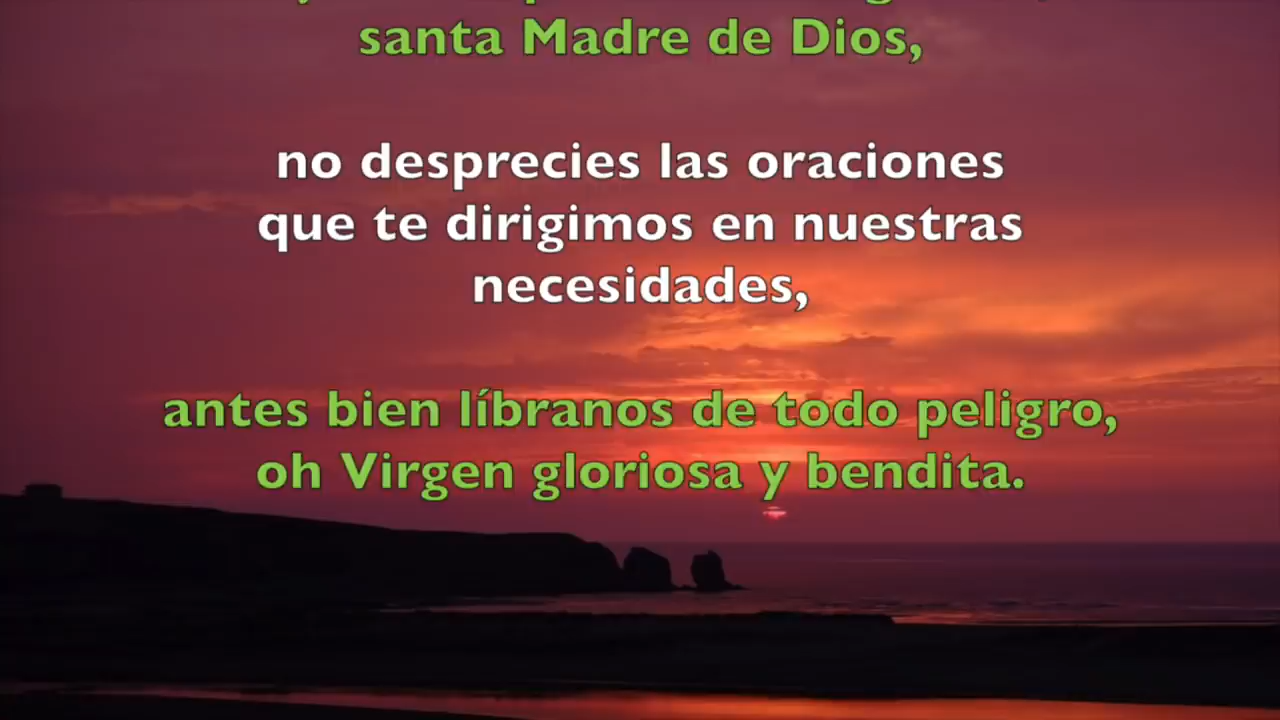 santa Madre de Dios,
no desprecies las oraciones
que te dirigimos en nuestras
necesidades,
antes bien líbranos de todo peligro,
oh Virgen gloriosa y bendita.